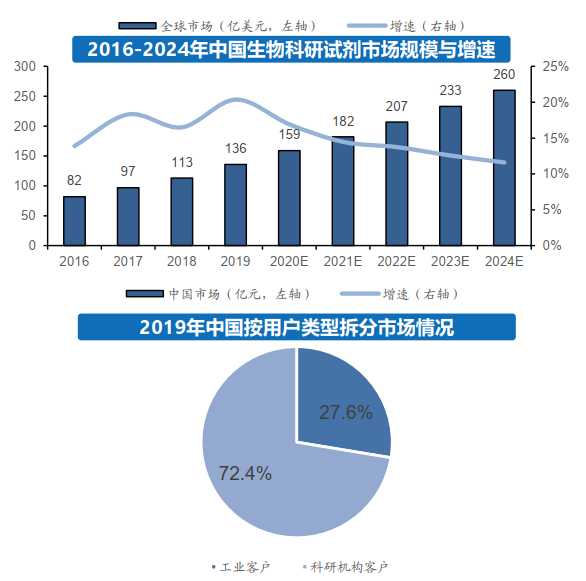 全球市场（亿美元，左轴） 增速（右轴）
2016-2024年中国生物科研试剂市场规模与增速
300 25%
260
250 233
207 20%
200 182
159 15%
150 136
113
97 10%
100 82
50 5%
0 0%
2016 2017 2018 2019 2020E 2021E 2022E 2023E 2024E
中国市场（亿元，左轴） 增速（右轴）
2019年中国按用户类型拆分市场情况
27.6%
72.4%
工业客户 科研机构客户